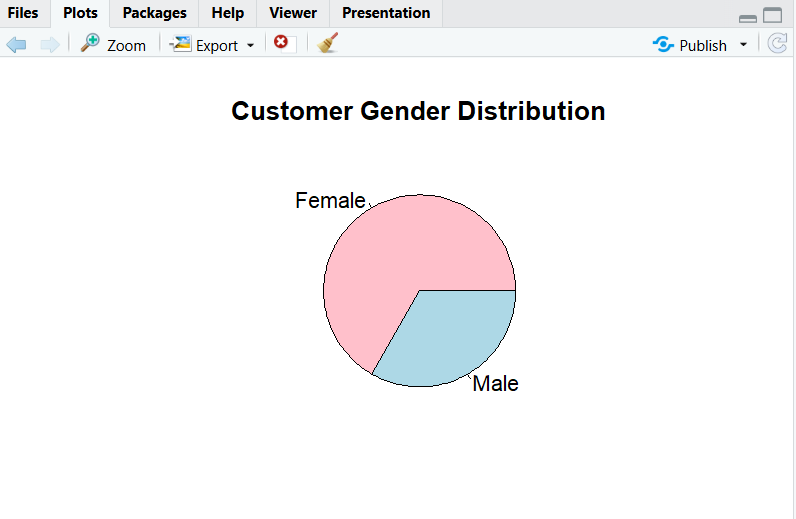 Files Plots Packages Help Viewer Presentation
Zoom Export Publish
Customer Gender Distribution
Female
Male